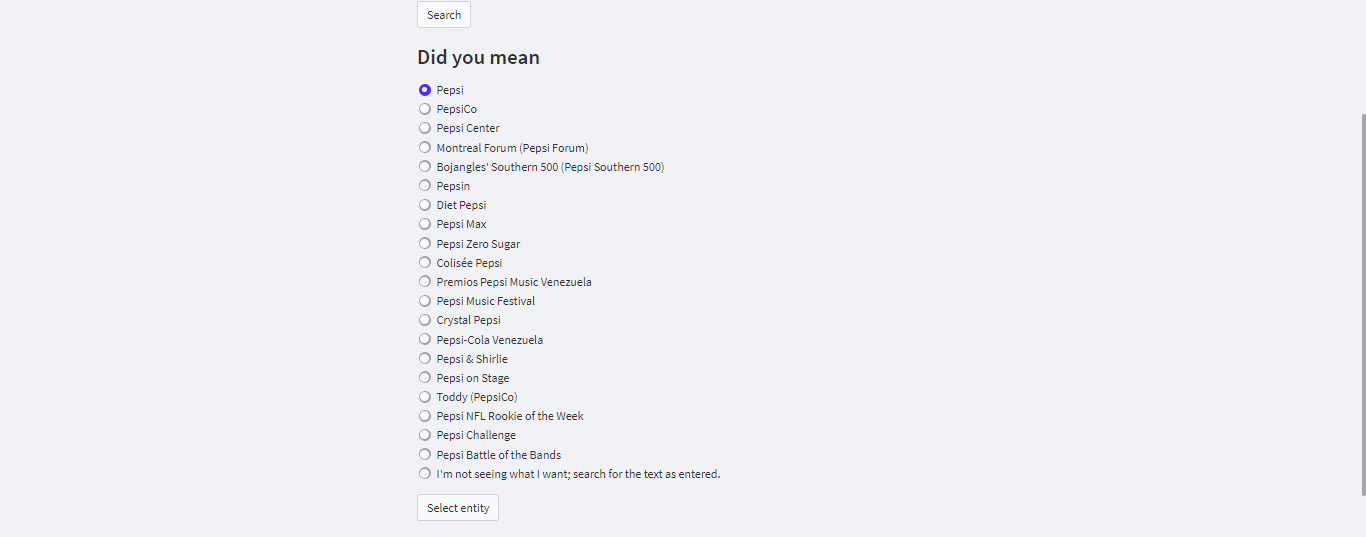 Search
Did you mean
Pepsi
PepsiCo
Pepsi Center
Montreal Forum (Pepsi Forum)
Bojangles' Southern 500 (Pepsi Southern 500)
Pepsin
Diet Pepsi
Pepsi Max
Pepsi Zero Sugar
Colisée Pepsi
Premios Pepsi Music Venezuela
Pepsi Music Festival
Crystal Pepsi
Pepsi-Cola Venezuela
Pepsi & Shirlie
Pepsi on Stage
Toddy (PepsiCo)
Pepsi NFL Rookie of the Week
Pepsi Challenge
Pepsi Battle of the Bands
I'm not seeing what I want; search for the text as entered.
Select entity